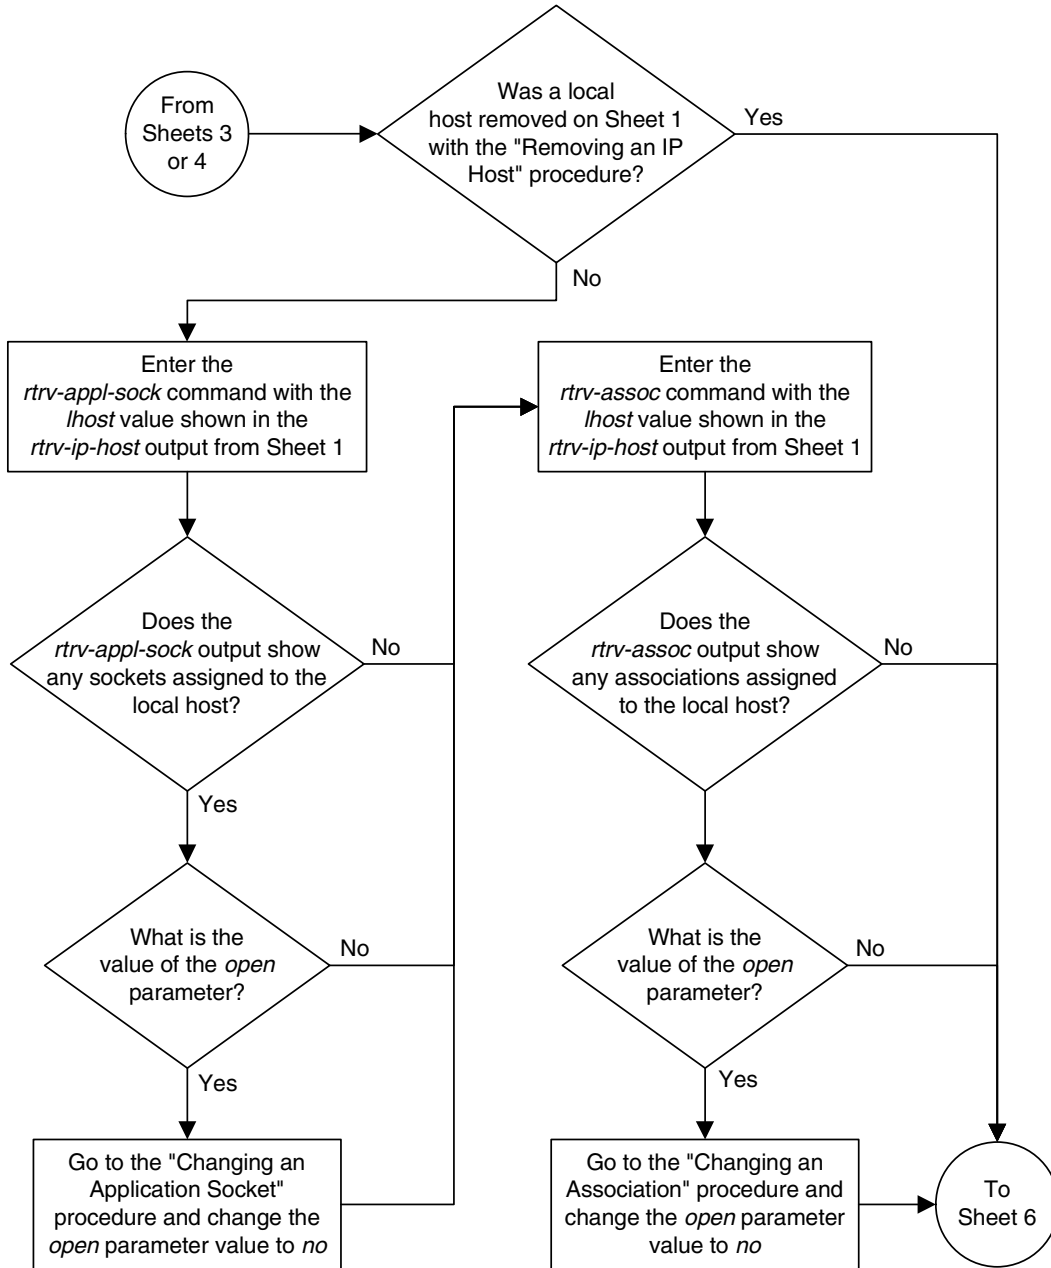 From
Sheets 3
or 4
Was a local
host removed on Sheet 1
with the "Removing an IP
Host" procedure?
Yes
No
Enter the
rtrv-appl-sock command with the
lhost value shown in the
rtrv-ip-host output from Sheet 1
Does the
rtrv-appl-sock output show
any sockets assigned to the
local host?
No
Yes
What is the
value of the open
parameter?
No
Yes
Go to the "Changing an
Application Socket"
procedure and change the
open parameter value to no
Enter the
rtrv-assoc command with the
lhost value shown in the
rtrv-ip-host output from Sheet 1
Does the
rtrv-assoc output show
any associations assigned
to the local host?
No
What is the
value of the open
parameter?
No
Yes
Go to the "Changing an
Association" procedure and
change the open parameter
value to no
To
Sheet 6